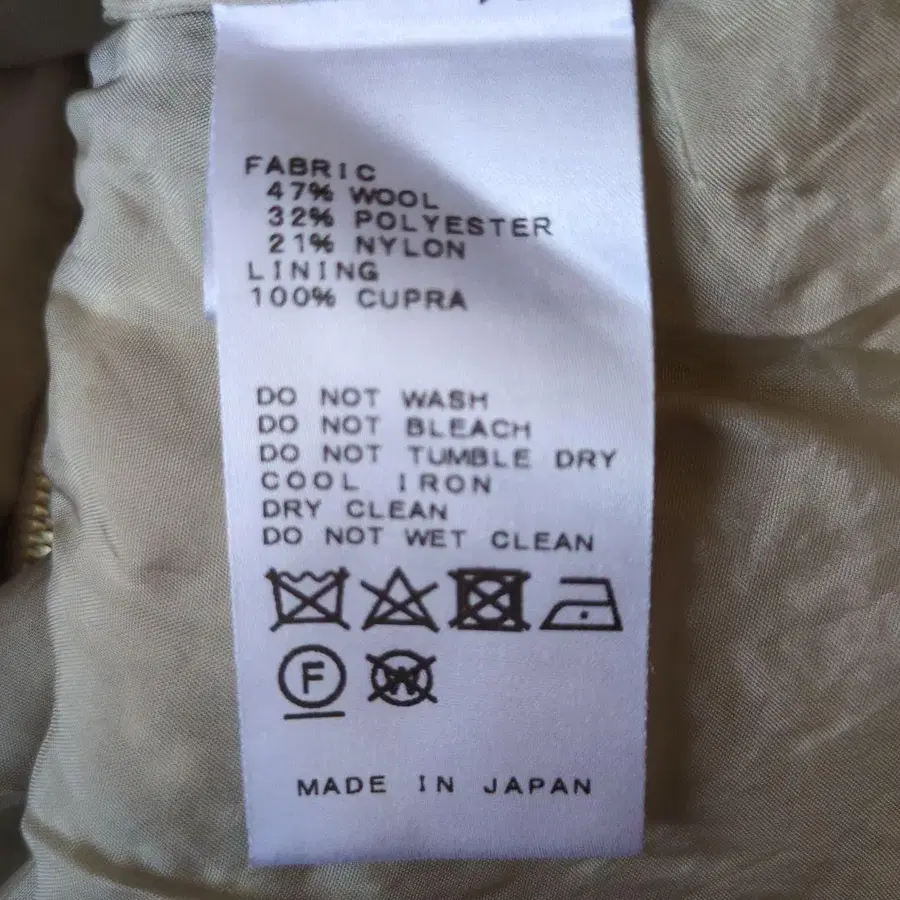 FABRIC
47% WOOL
32% POLYESTER
21% NYLON
LINING
100% CUPRA
DO NOT WASH
DO NOT BLEACH
DO NOT TUMBLE DRY
COOL IRON
DRY CLEAN
DO NOT WET CLEAN
F W
MADE IN JAPAN